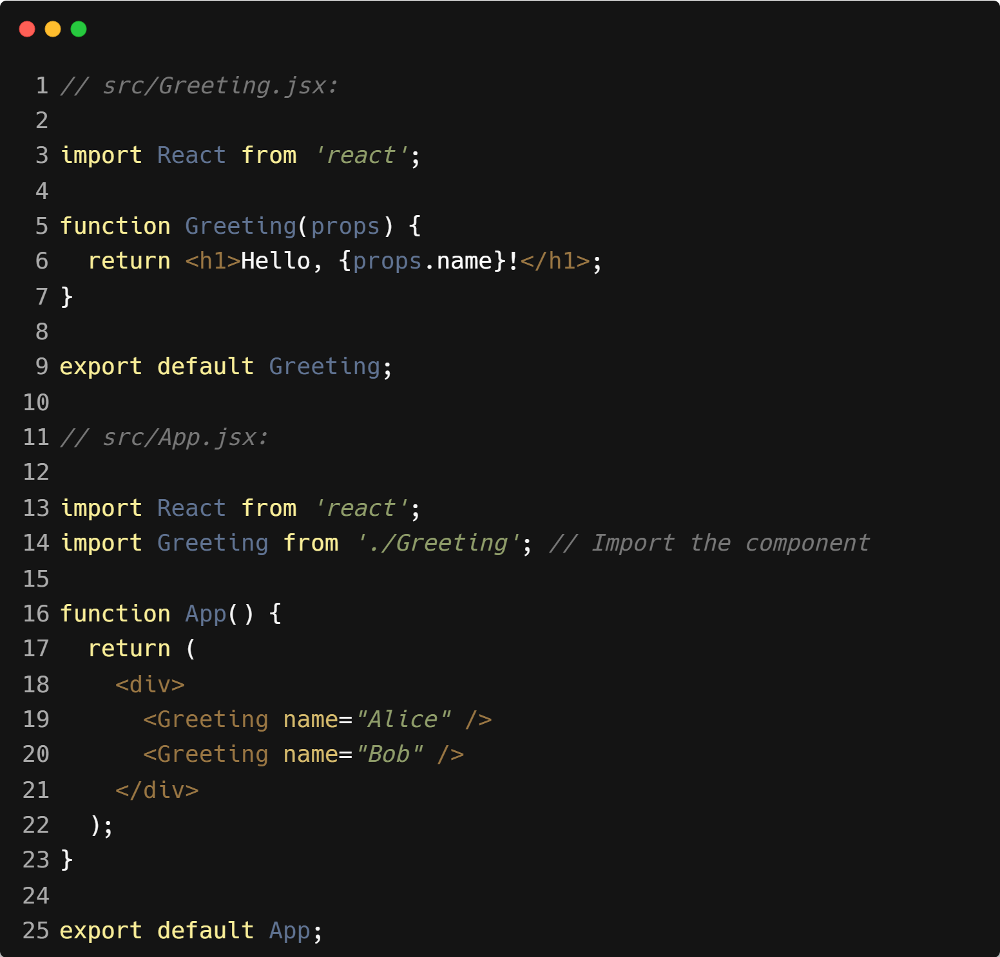 1 // src/Greeting.jsx:
2
3 import React from 'react';
4
5 function Greeting(props) {
6   return <h1>Hello, {props.name}!</h1>;
7 }
8
9 export default Greeting;
10
11 // src/App.jsx:
12
13 import React from 'react';
14 import Greeting from './Greeting'; // Import the component
15
16 function App() {
17   return (
18     <div>
19       <Greeting name="Alice" />
20       <Greeting name="Bob" />
21     </div>
22   );
23 }
24
25 export default App;